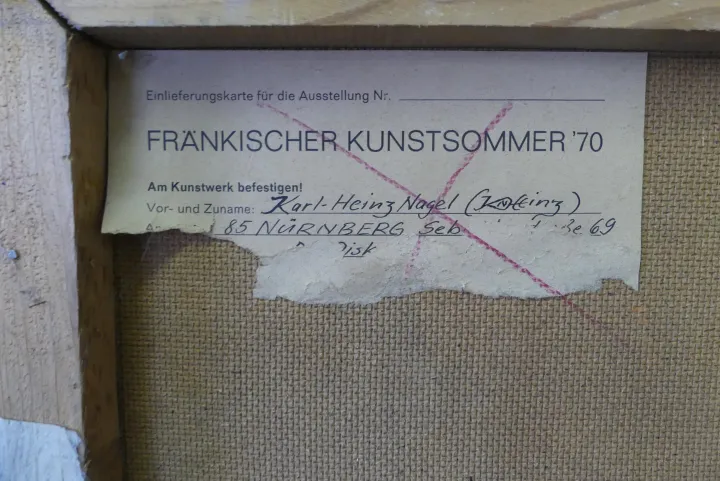 Einlieferungskarte für die Ausstellung Nr.
FRÄNKISCHER KUNSTSOMMER '70
Am Kunstwerk befestigen!
Vor- und Zuname: Karl-Heinz Nagel
85 NÜRNBERG 69